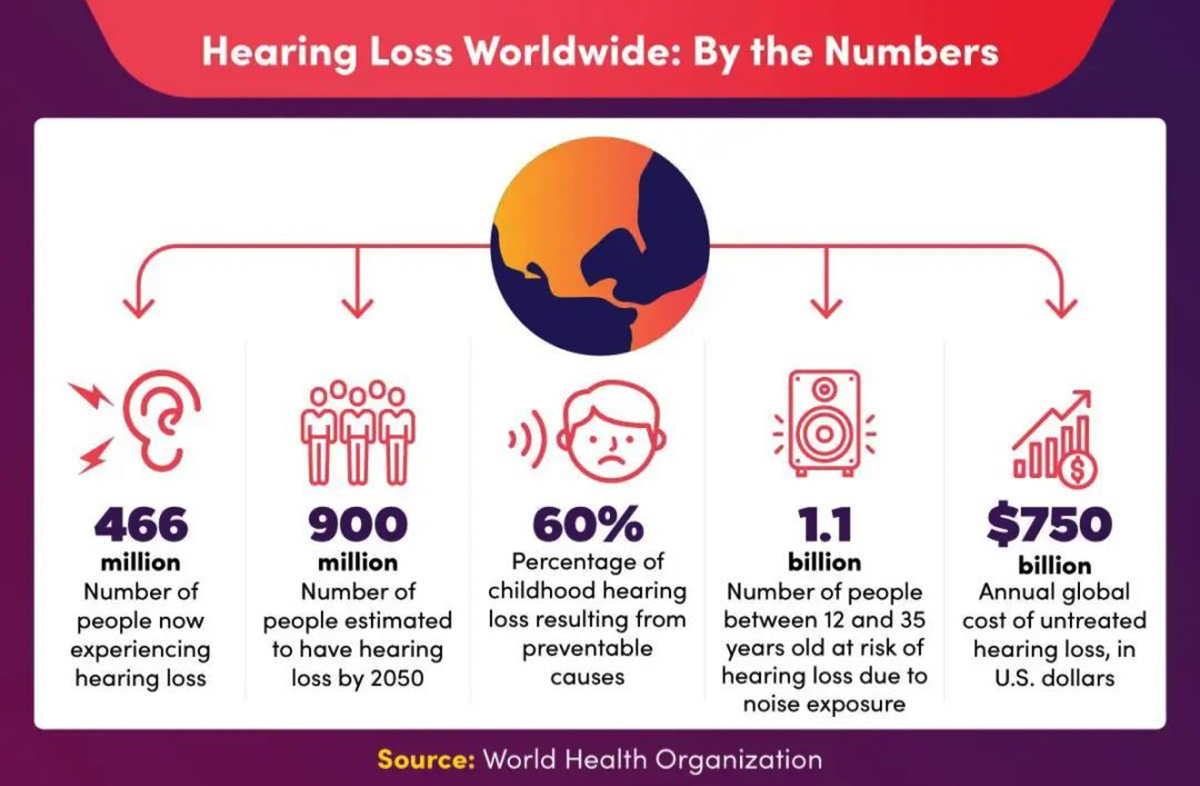 Hearing Loss Worldwide: By the Numbers
466
million
Number of
people now
experiencing
hearing loss
900
million
Number of
people estimated
to have hearing
loss by 2050
60%
Percentage of
childhood hearing
loss resulting from
preventable
causes
1.1
billion
Number of people
between 12 and 35
years old at risk of
hearing loss due to
noise exposure
$750
billion
Annual global
cost of untreated
hearing loss, in
U.S. dollars
$
Source: World Health Organization